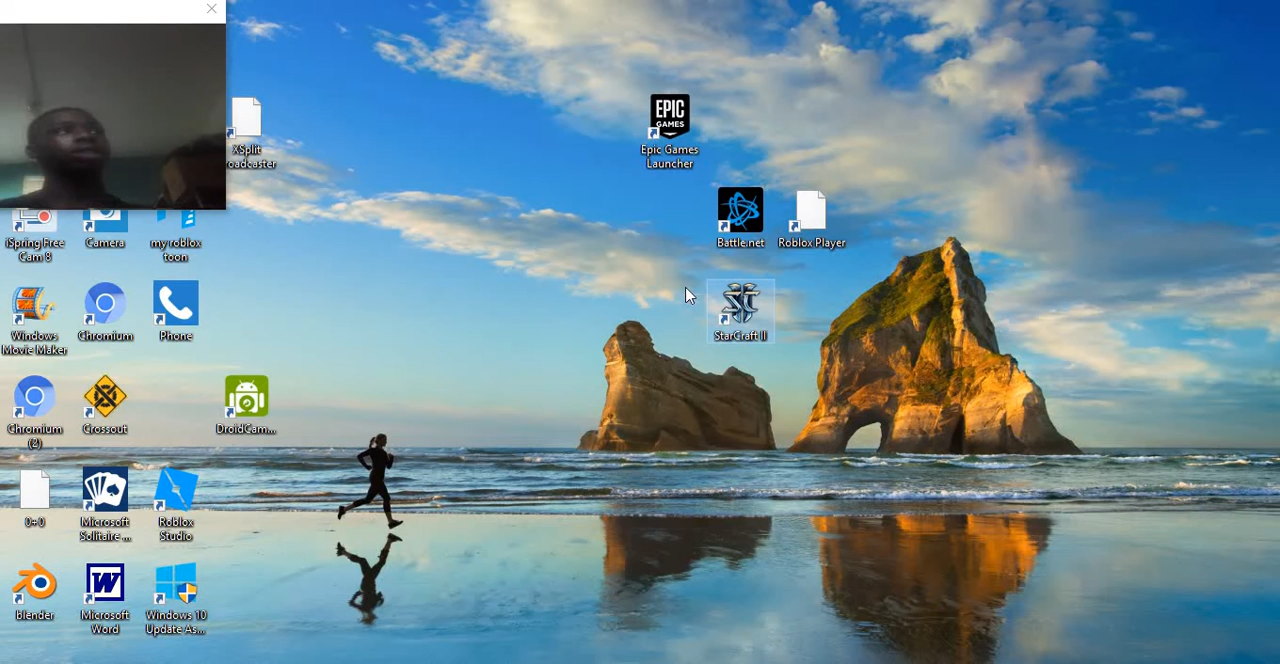 XSplit
roadcaster
EPIC
GAMES
Epic Games
Launcher
Battle.net
Roblox Player
iSpring Free
Cam 8
Camera
my roblox
toon
Windows
Movie Maker
Chromium
Phone
StarCraft II
Chromium
(2)
Crossout
DroidCam...
0+0
Microsoft
Solitaire ...
Roblox
Studio
blender
W
Microsoft
Word
Windows 10
Update As...